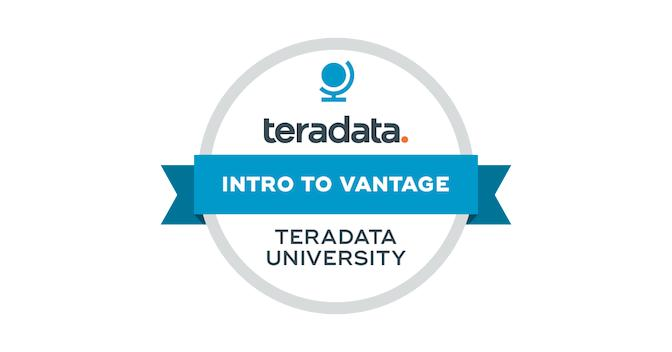 teradata.
INTRO TO VANTAGE
TERADATA
UNIVERSITY